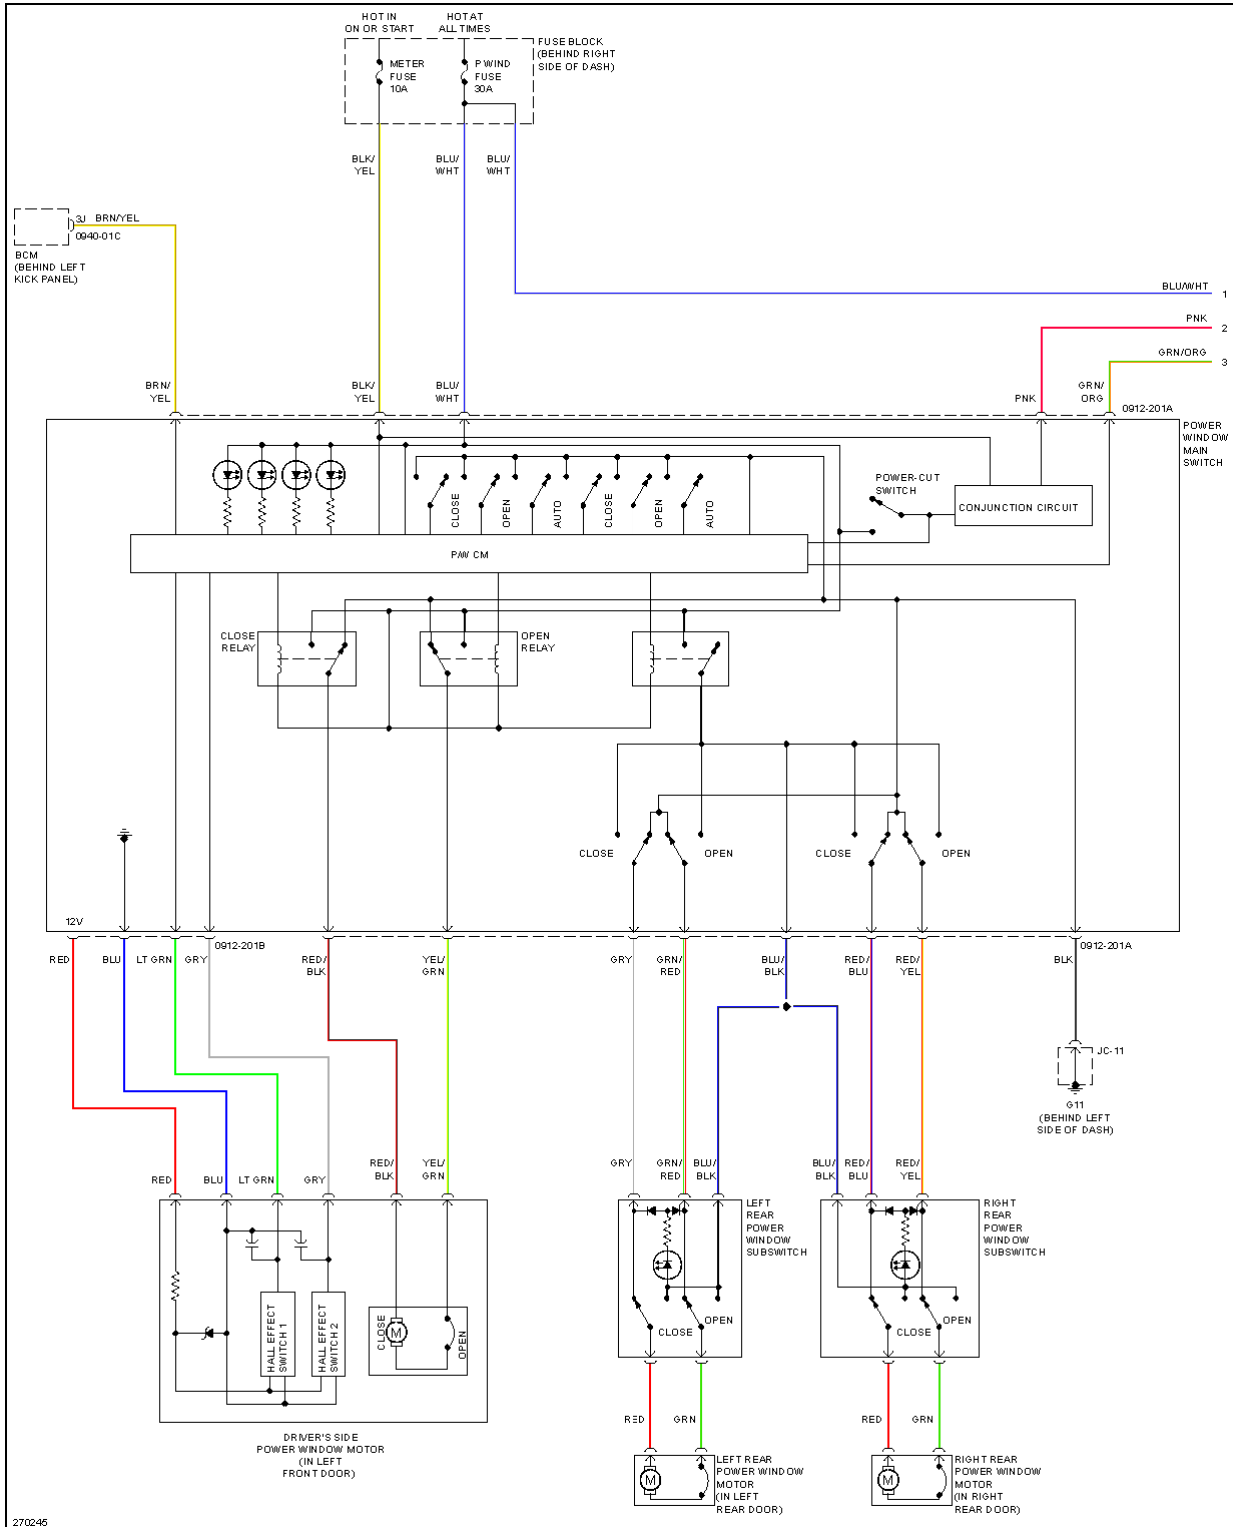 HOT IN
ON OR START
HOT AT
ALL TIMES
METER
FUSE
10A
P WIND
FUSE
30A
FUSE BLOCK
(BEHIND RIGHT
SIDE OF DASH)
BLK/
YEL
BLU/
WHT
BLU/
WHT
3J BRN/YEL
0940-01C
BCM
(BEHIND LEFT
KICK PANEL)
BLU/WHT 1
PNK 2
GRN/ORG 3
BRN/
YEL
BLK/
YEL
BLU/
WHT
PNK
GRN/
ORG
0912-201A
POWER
WINDOW
MAIN
SWITCH
CLOSE
OPEN
AUTO
CLOSE
OPEN
AUTO
POWER-CUT
SWITCH
CONJUNCTION CIRCUIT
P/W CM
CLOSE
RELAY
OPEN
RELAY
CLOSE
OPEN
CLOSE
OPEN
12V
0912-201B
0912-201A
RED
BLU
LT GRN
GRY
RED/
BLK
YEL/
GRN
GRY
GRN/
RED
BLU/
BLK
RED/
BLU
RED/
YEL
BLK
JC-11
G11
(BEHIND LEFT
SIDE OF DASH)
RED
BLU
LT GRN
GRY
RED/
BLK
YEL/
GRN
GRY
GRN/
RED
BLU/
BLK
BLU/
BLK
RED/
BLU
RED/
YEL
LEFT
REAR
POWER
WINDOW
SUBSWITCH
RIGHT
REAR
POWER
WINDOW
SUBSWITCH
HALL EFFECT
SWITCH 1
HALL EFFECT
SWITCH 2
CLOSE
M
OPEN
CLOSE
OPEN
CLOSE
OPEN
DRIVER'S SIDE
POWER WINDOW MOTOR
(IN LEFT
FRONT DOOR)
RED
GRN
RED
GRN
M
LEFT REAR
POWER WINDOW
MOTOR
(IN LEFT
REAR DOOR)
M
RIGHT REAR
POWER WINDOW
MOTOR
(IN RIGHT
REAR DOOR)
270245